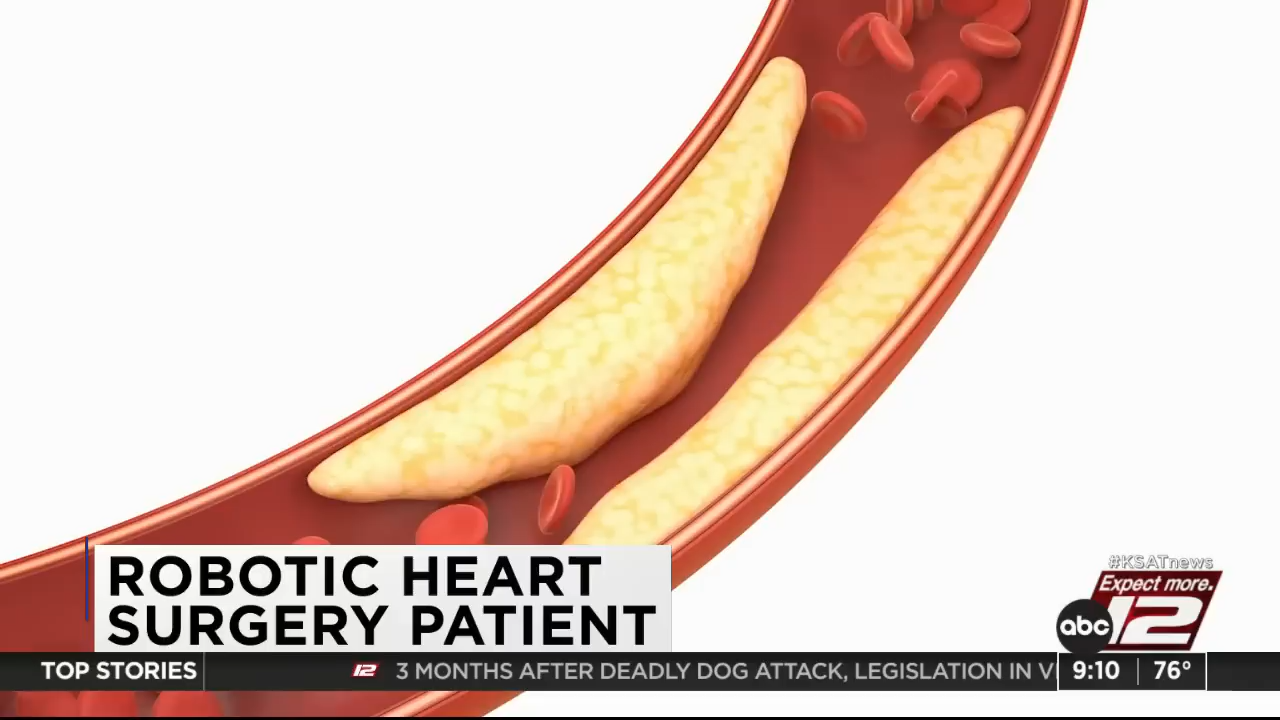 ROBOTIC HEART
SURGERY PATIENT
#KSATnews
Expect more.
abc 12
TOP STORIES
12 3 MONTHS AFTER DEADLY DOG ATTACK, LEGISLATION IN
9:10 76°